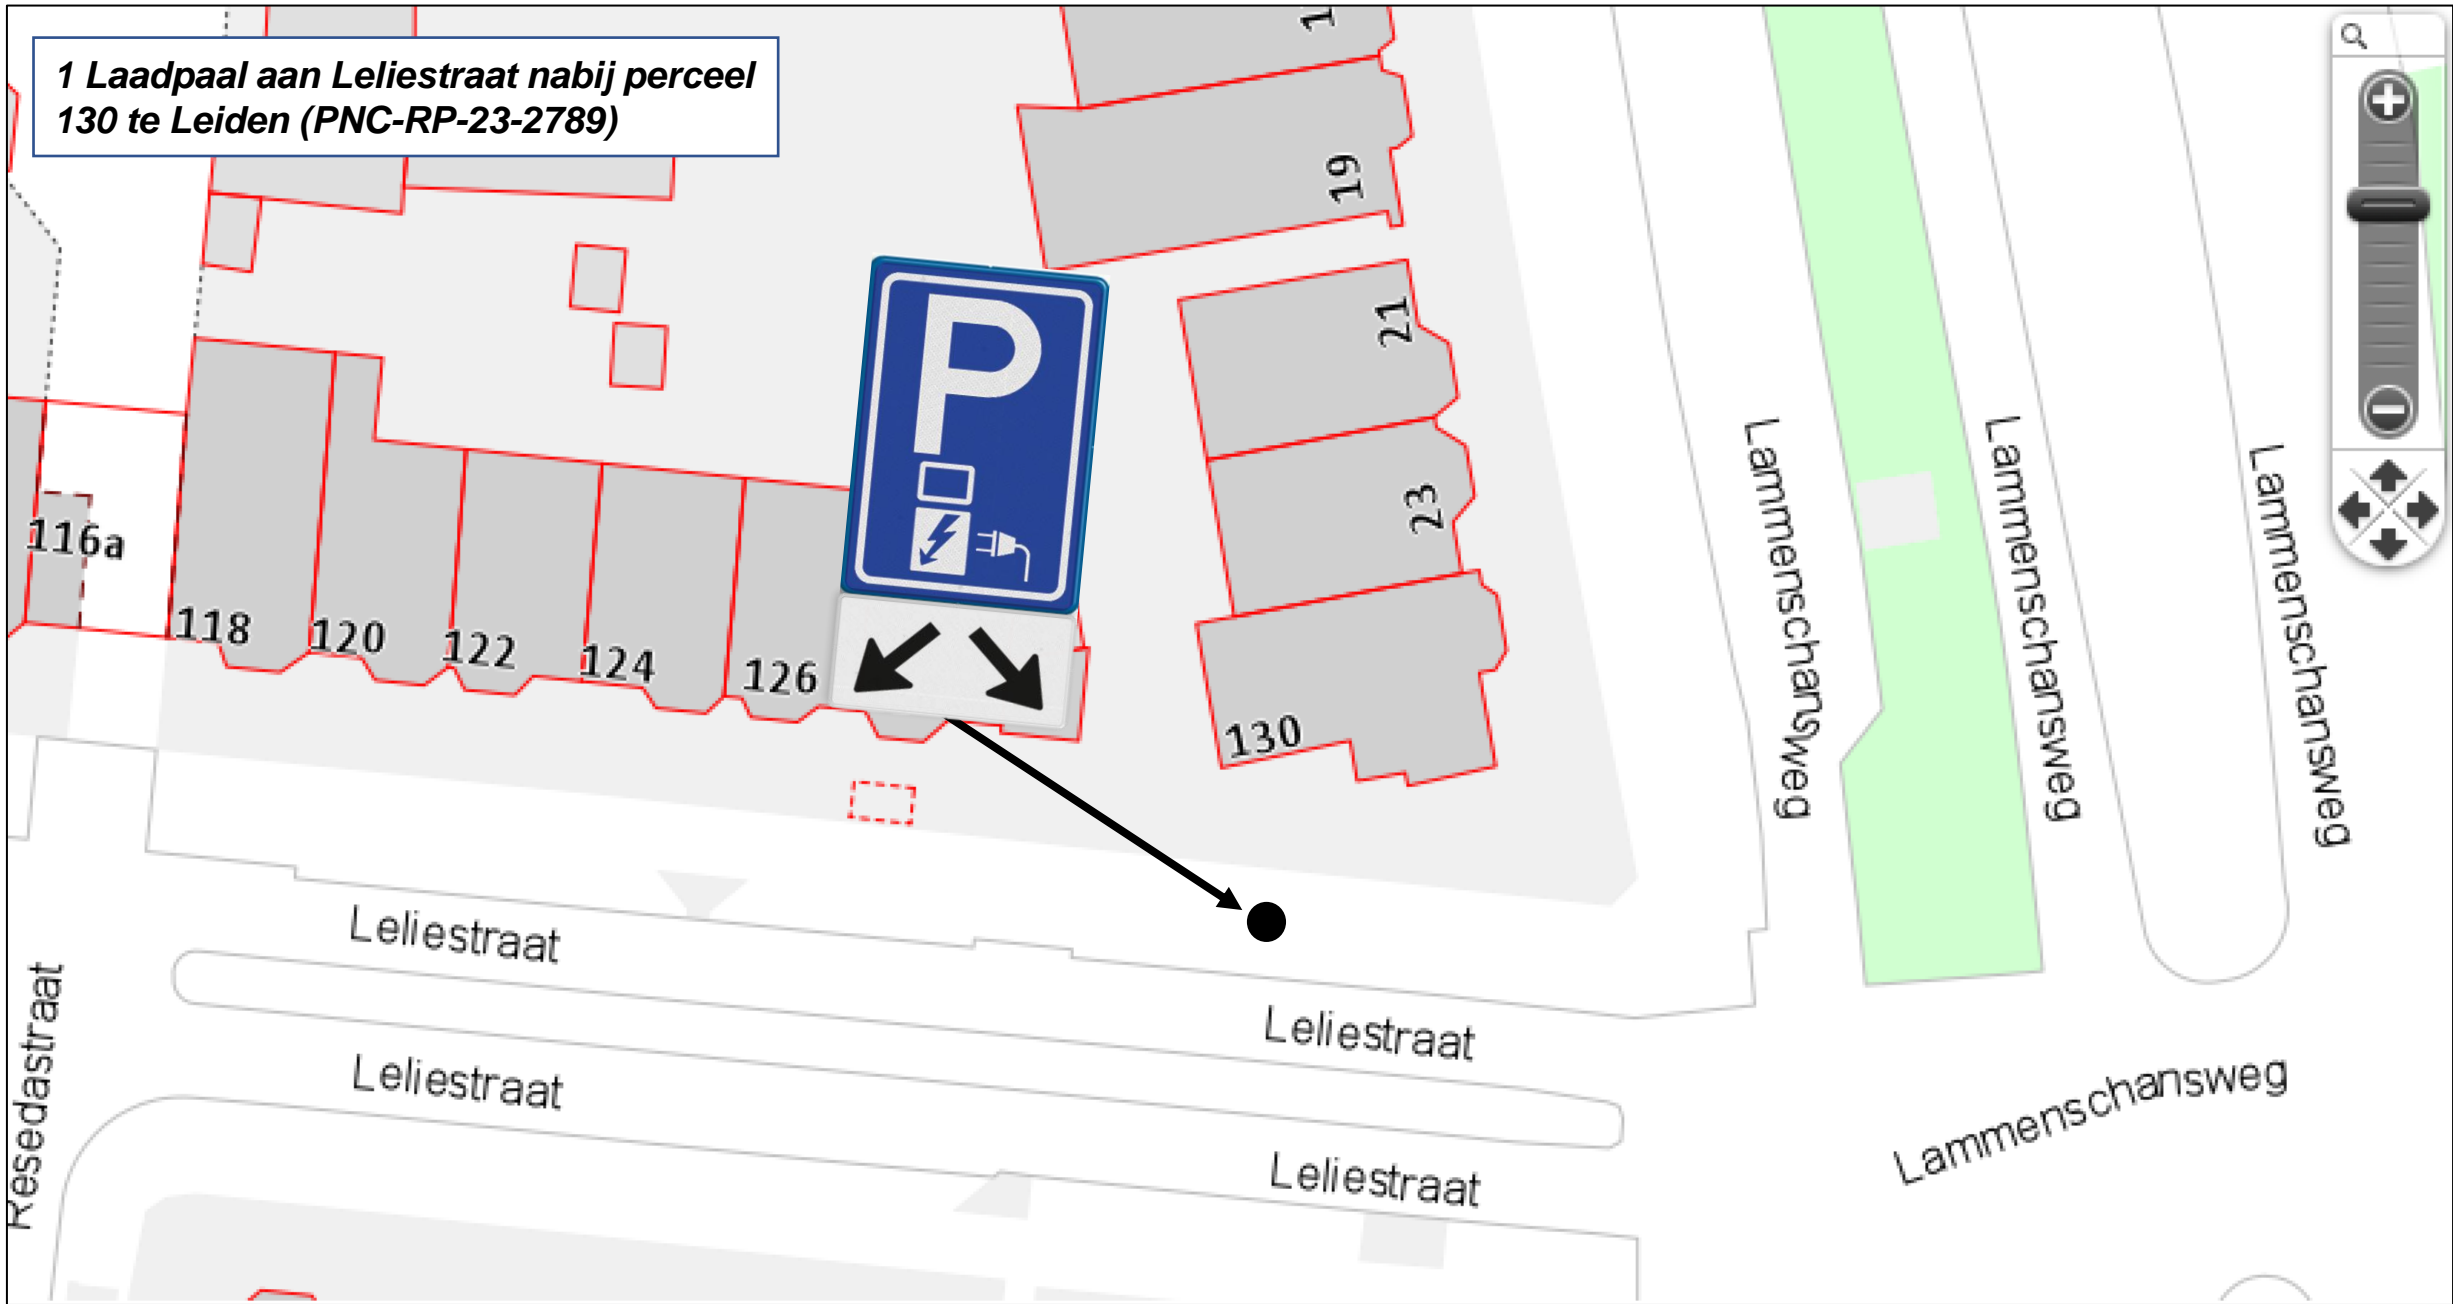 1 Laadpaal aan Leliestraat nabij perceel
130 te Leiden (PNC-RP-23-2789)
19
21
23
130
P
116a
118
120
122
124
126
Lammenschansweg
Lammenschansweg
Lammenschansweg
Leliestraat
Leliestraat
Leliestraat
Leliestraat
Resedastraat
Lammenschansweg